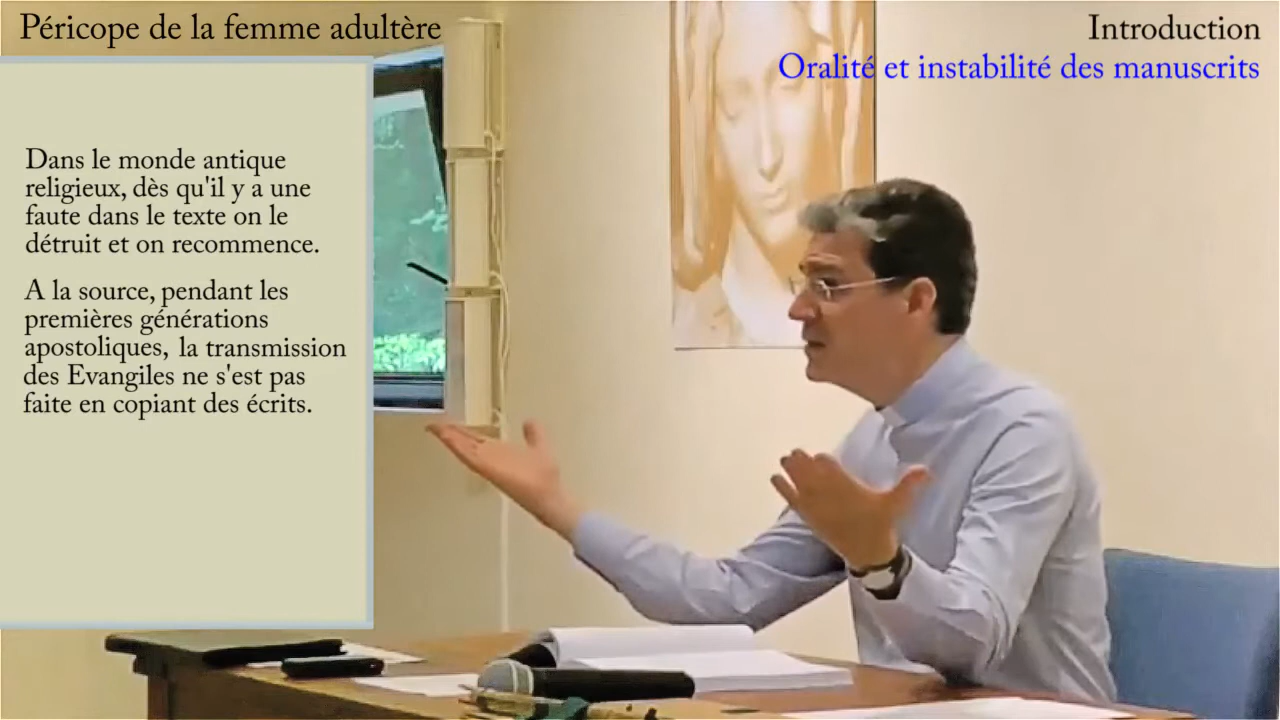 Péricope de la femme adultère
Introduction
Oralité et instabilité des manuscrits
Dans le monde antique
religieux, dès qu'il y a une
faute dans le texte on le
détruit et on recommence.
A la source, pendant les
premières générations
apostoliques, la transmission
des Evangiles ne s'est pas
faite en copiant des écrits.